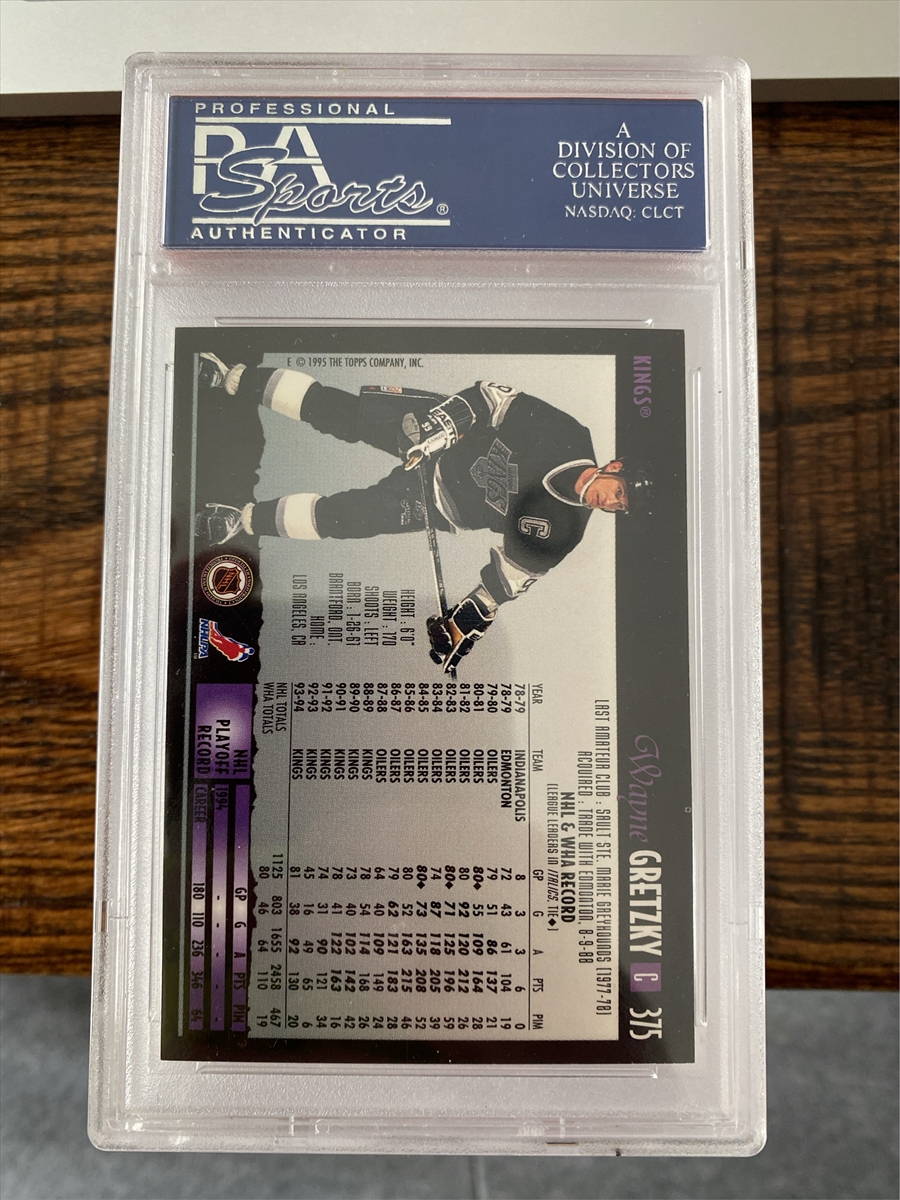 PROFESSIONAL
PSA
Sports®
AUTHENTICATOR
A
DIVISION OF
COLLECTORS
UNIVERSE
NASDAQ: CLCT
KINGS®
Wayne GRETZKY C 375
LAST AMATEUR CLUB : SAULT STE. MARIE GREYHOUNDS (1977-78)
ACQUIRED : TRADE WITH EDMONTON, 8-9-88
NHL & WHA RECORD
(LEAGUE LEADERS IN ITALICS, TIE♦)
YEAR TEAM GP G A PTS PIM
78-79 INDIANAPOLIS 8 3 3 6 0
78-79 EDMONTON 72 43 61 104 19
79-80 OILERS 79 51 86 137 21
80-81 OILERS 80♦ 55 109 164 28
81-82 OILERS 80 92 120 212 26
82-83 OILERS 80♦ 71 125 196 59
83-84 OILERS 74 87 118 205 39
84-85 OILERS 80♦ 73 135 208 52
85-86 OILERS 80 52 163 215 46
86-87 OILERS 79 62 121 183 28
87-88 OILERS 64 40 109 149 24
88-89 KINGS 78 54 114 168 26
89-90 KINGS 73 40 102 142 42
90-91 KINGS 78 41 122 163 16
91-92 KINGS 74 31 90 121 34
92-93 KINGS 45 16 49 65 6
93-94 KINGS 81 38 92 130 20
NHL TOTALS 1125 803 1655 2458 467
WHA TOTALS 80 46 64 110 19
NHL
PLAYOFF
RECORD
GP G A PTS PIM
1994 - - - - -
CAREER 180 110 236 346 64
HEIGHT : 6'0"
WEIGHT : 170
SHOOTS : LEFT
BORN : 1-26-61
BRANTFORD, ONT.
HOME :
LOS ANGELES, CA
KINGS
C
EASTON
99
NHL
NHLPA
E © 1995 THE TOPPS COMPANY, INC.